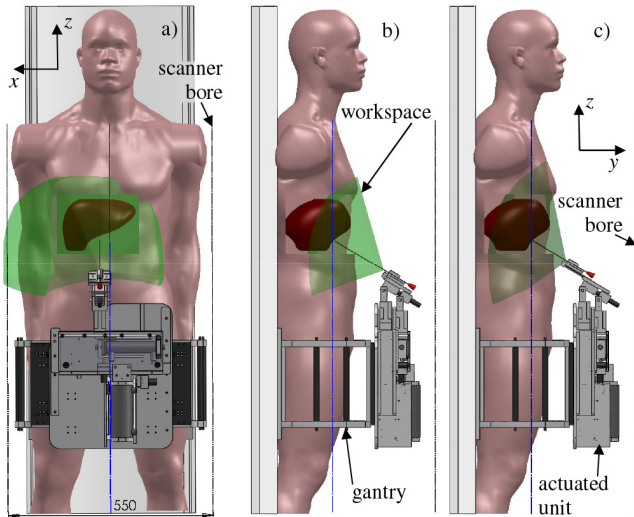 a)
z
x
scanner
bore
550
b)
workspace
gantry
c)
z
y
scanner
bore
actuated
unit